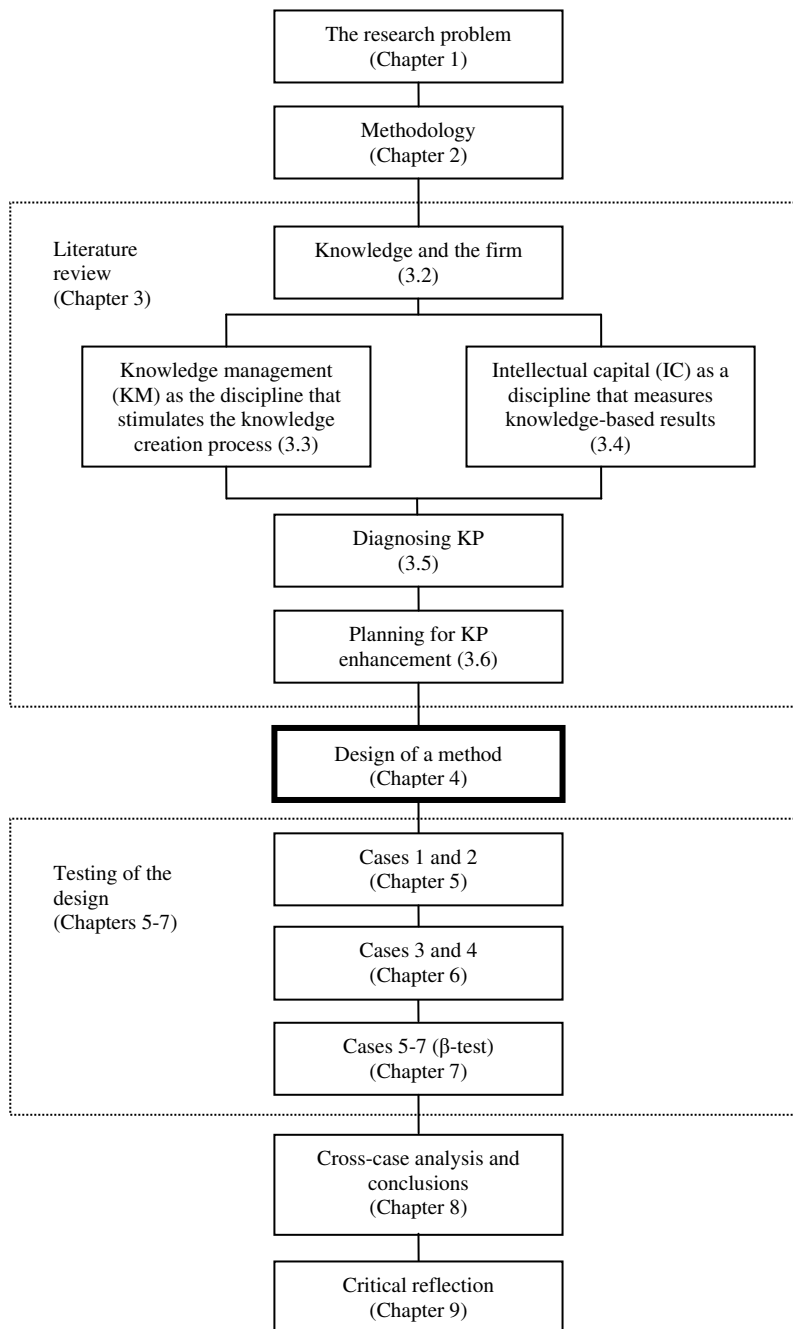 The research problem
(Chapter 1)
Methodology
(Chapter 2)
Literature
review
(Chapter 3)
Knowledge and the firm
(3.2)
Knowledge management
(KM) as the discipline that
stimulates the knowledge
creation process (3.3)
Intellectual capital (IC) as a
discipline that measures
knowledge-based results
(3.4)
Diagnosing KP
(3.5)
Planning for KP
enhancement (3.6)
Design of a method
(Chapter 4)
Testing of the
design
(Chapters 5-7)
Cases 1 and 2
(Chapter 5)
Cases 3 and 4
(Chapter 6)
Cases 5-7 (β-test)
(Chapter 7)
Cross-case analysis and
conclusions
(Chapter 8)
Critical reflection
(Chapter 9)